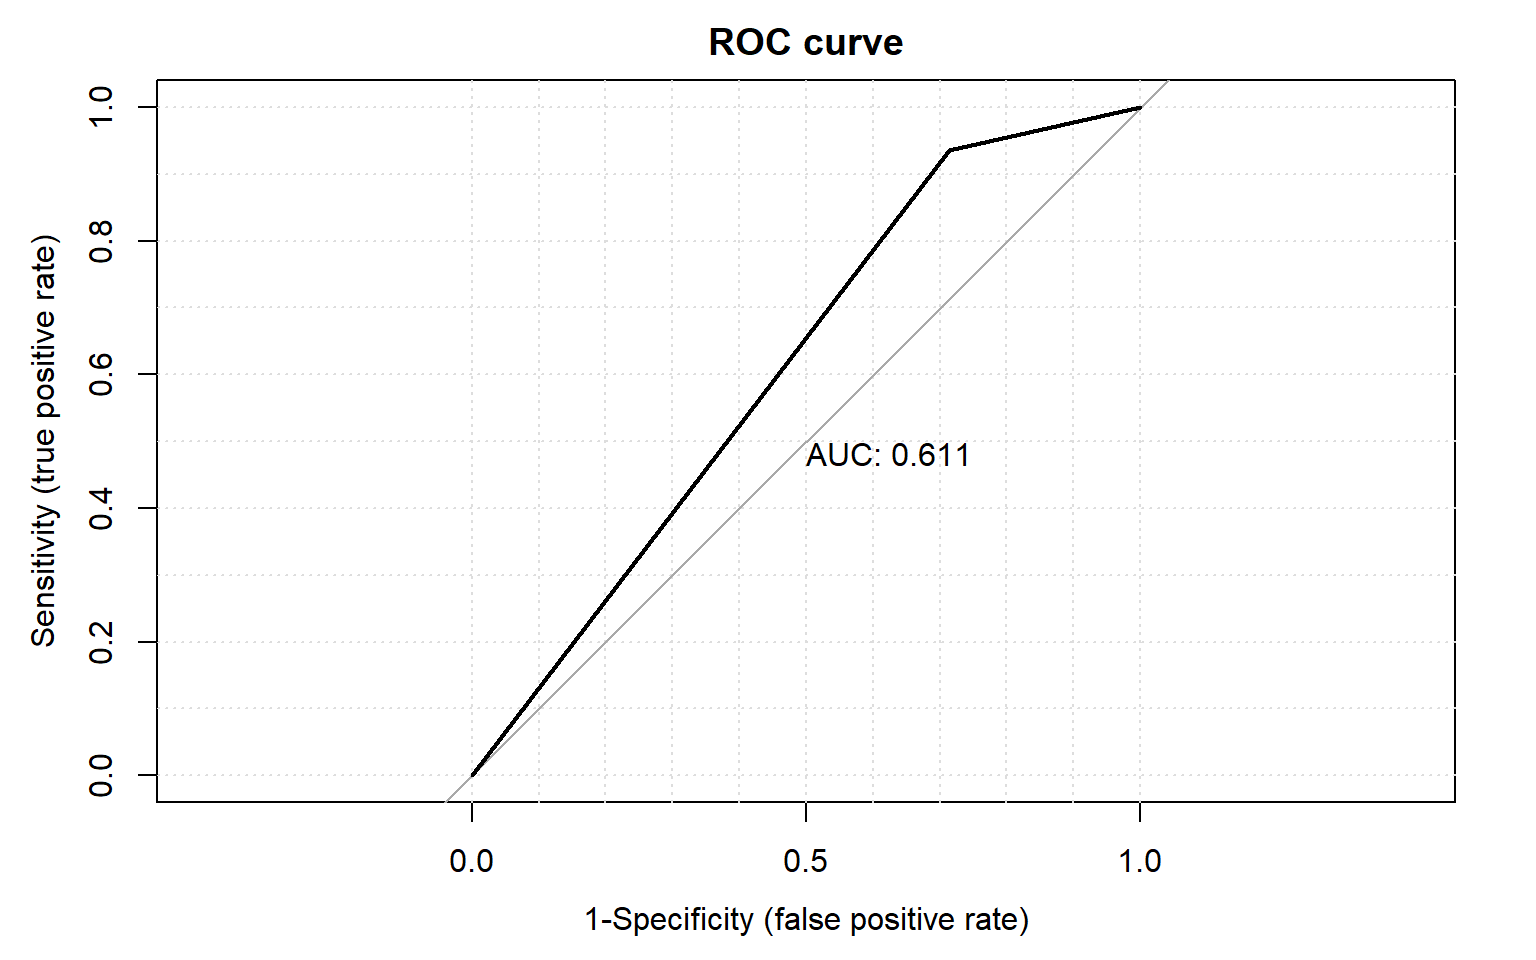 ROC curve
Sensitivity (true positive rate)
1.0
0.8
0.6
0.4
0.2
0.0
AUC: 0.611
0.0 0.5 1.0
1-Specificity (false positive rate)